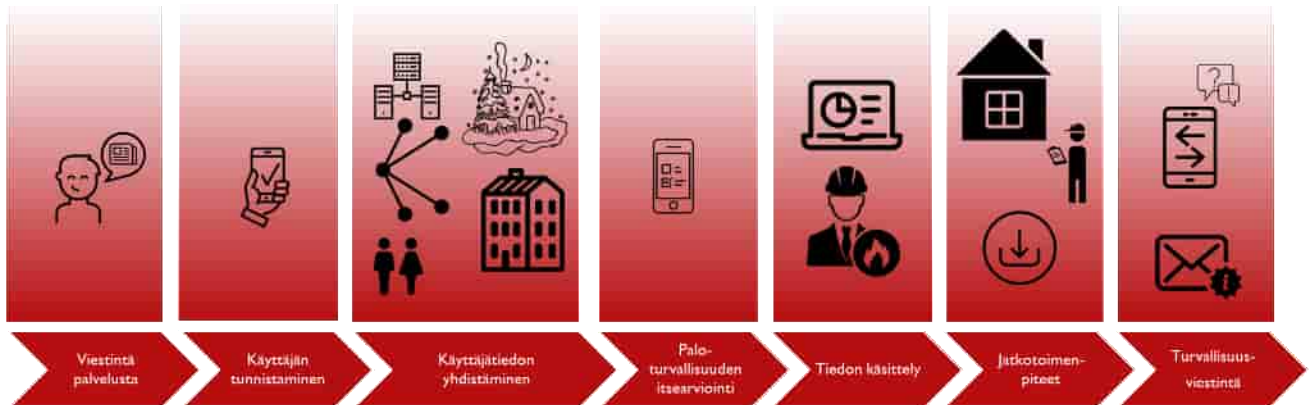 Viestintä
palvelusta
Käyttäjän
tunnistaminen
Käyttäjätiedon
yhdistäminen
Palo-
turvallisuuden
itsearviointi
Tiedon käsittely
Jatkotoimen-
piteet
Turvallisuus-
viestintä